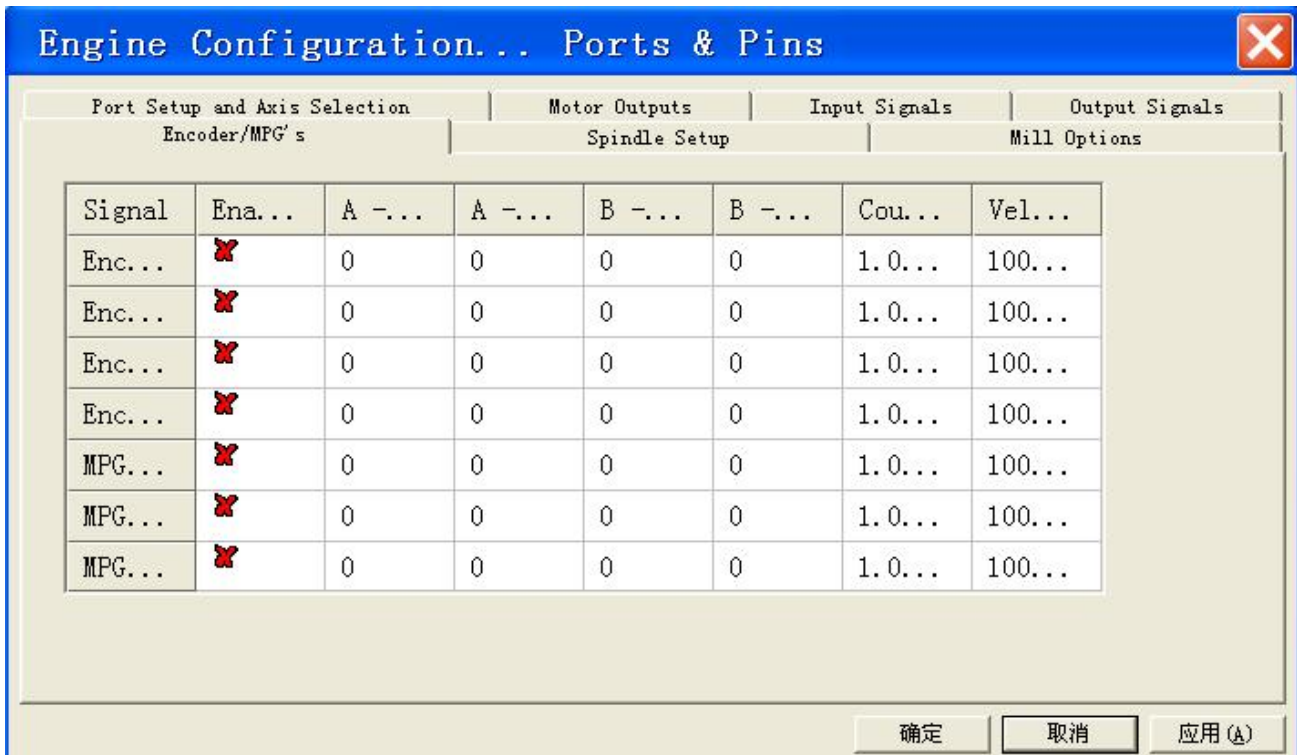 Engine Configuration... Ports & Pins
Port Setup and Axis Selection Motor Outputs Input Signals Output Signals
Encoder/MPG's Spindle Setup Mill Options
Signal Ena... A -... A -... B -... B -... Cou... Vel...
Enc... 0 0 0 0 1.0... 100...
Enc... 0 0 0 0 1.0... 100...
Enc... 0 0 0 0 1.0... 100...
Enc... 0 0 0 0 1.0... 100...
MPG... 0 0 0 0 1.0... 100...
MPG... 0 0 0 0 1.0... 100...
MPG... 0 0 0 0 1.0... 100...
确定 取消 应用(A)